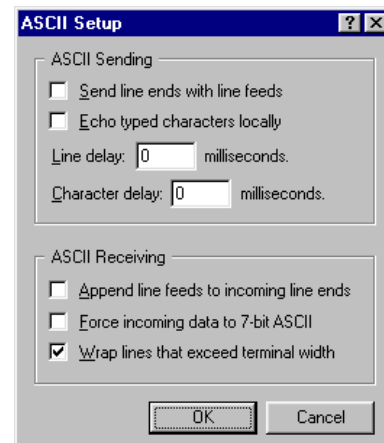 ASCII Setup
ASCII Sending
Send line ends with line feeds
Echo typed characters locally
Line delay: 0 milliseconds.
Character delay: 0 milliseconds.
ASCII Receiving
Append line feeds to incoming line ends
Force incoming data to 7-bit ASCII
Wrap lines that exceed terminal width
OK Cancel